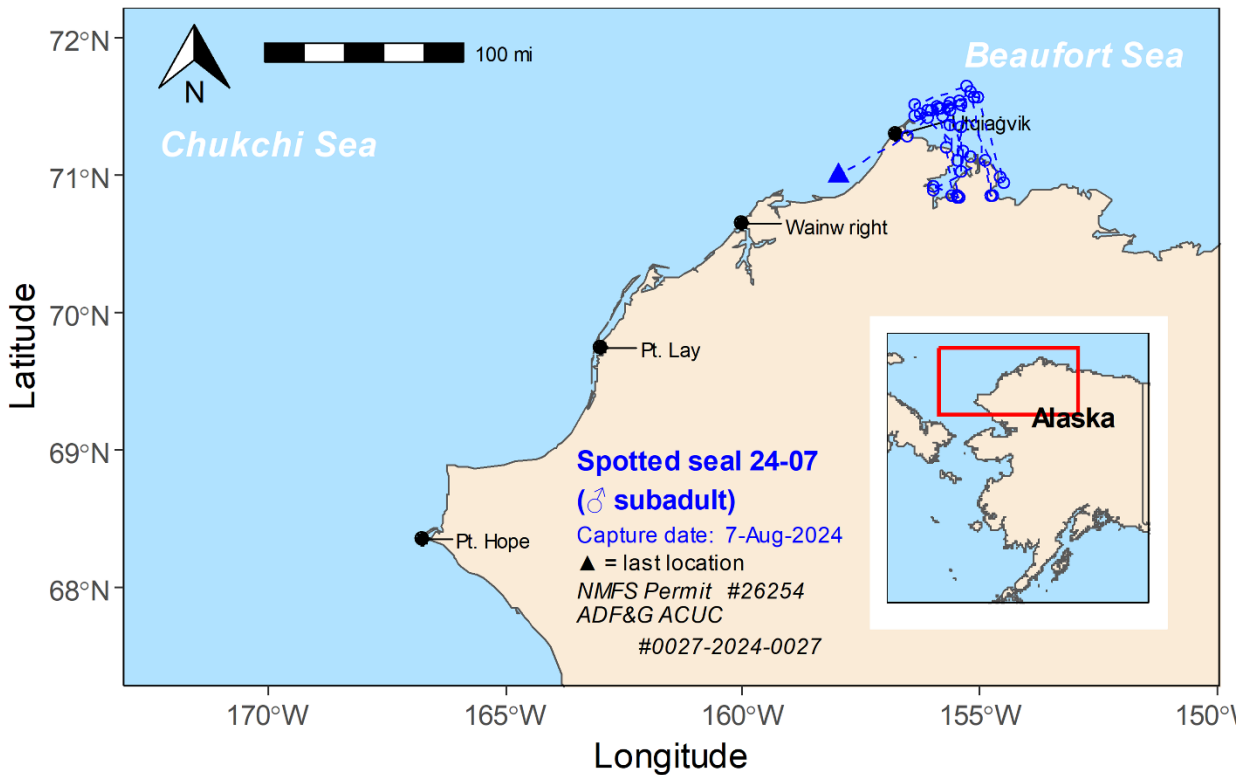 72°N
71°N
70°N
69°N
68°N
Latitude
N
100 mi
Beaufort Sea
Chukchi Sea
Utqiaġvik
Wainw right
Pt. Lay
Pt. Hope
Spotted seal 24-07
(♂ subadult)
Capture date: 7-Aug-2024
▲ = last location
NMFS Permit #26254
ADF&G ACUC
#0027-2024-0027
Alaska
170°W
165°W
160°W
155°W
150°W
Longitude